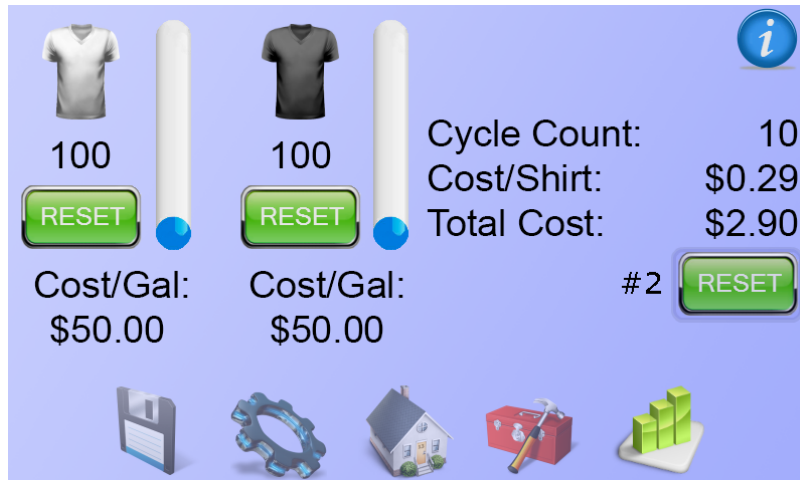 i
100
RESET
Cost/Gal:
$50.00
100
RESET
Cost/Gal:
$50.00
Cycle Count: 10
Cost/Shirt: $0.29
Total Cost: $2.90
#2 RESET